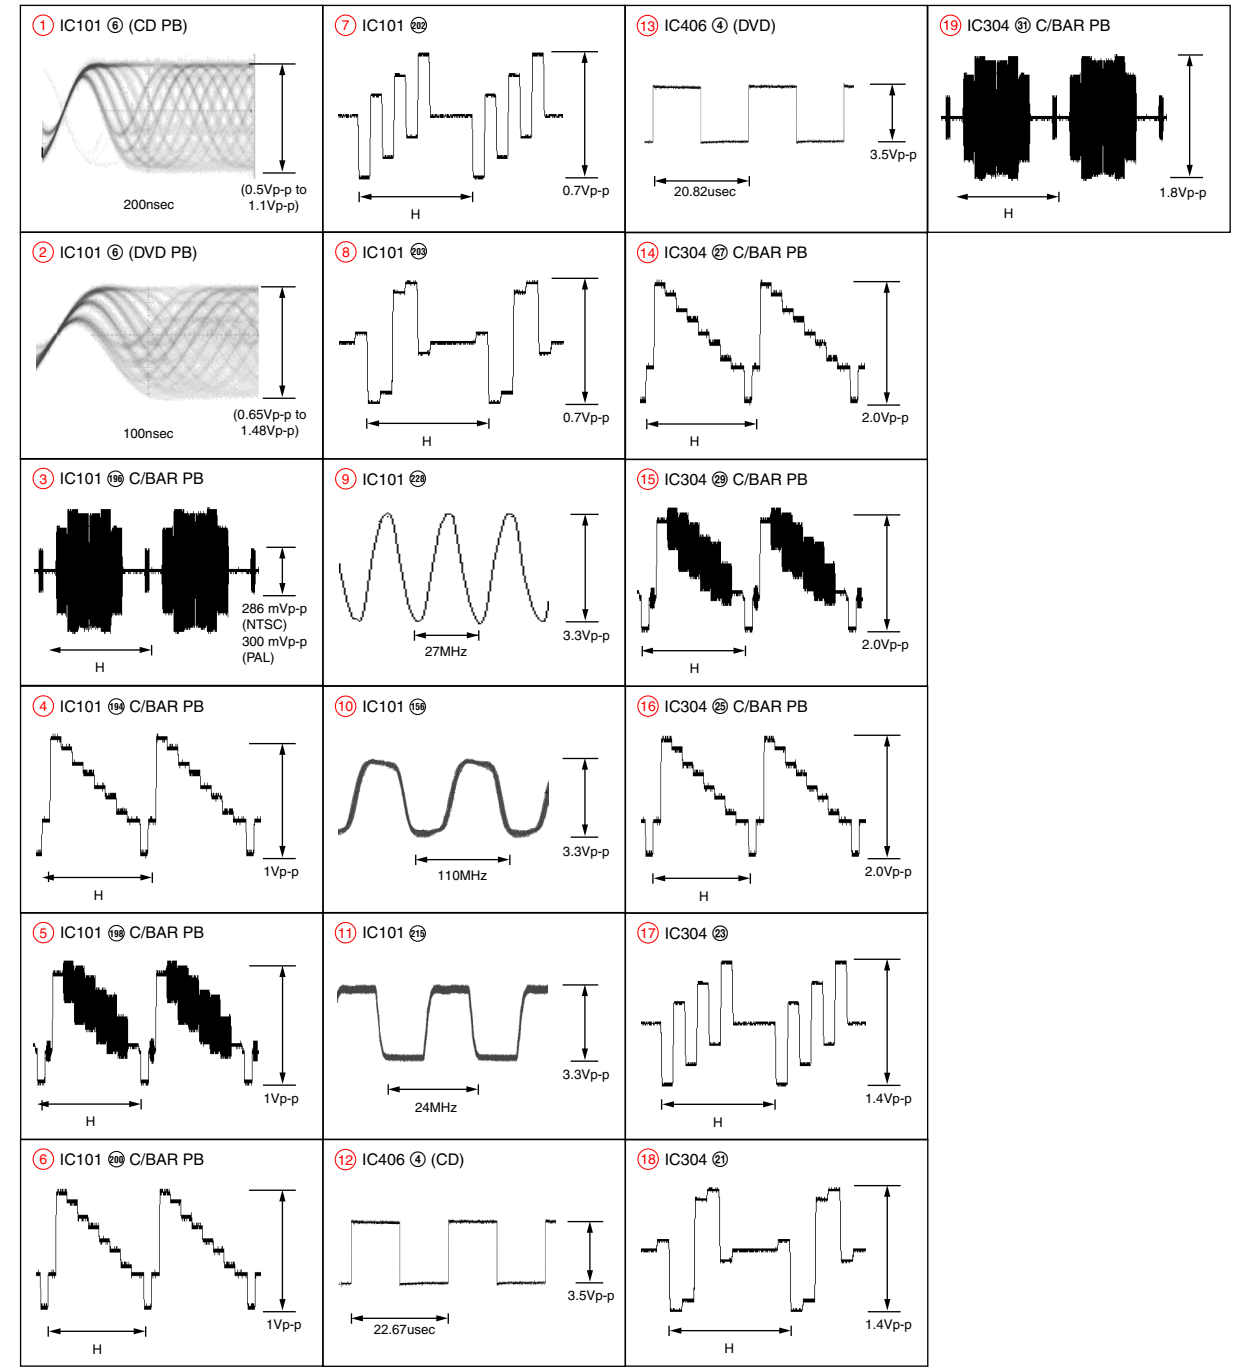 ① IC101 ⑥ (CD PB)
200nsec
(0.5Vp-p to
1.1Vp-p)
② IC101 ⑥ (DVD PB)
100nsec
(0.65Vp-p to
1.48Vp-p)
③ IC101 196 C/BAR PB
286 mVp-p
(NTSC)
300 mVp-p
(PAL)
H
④ IC101 194 C/BAR PB
1Vp-p
H
⑤ IC101 198 C/BAR PB
1Vp-p
H
⑥ IC101 200 C/BAR PB
1Vp-p
H
⑦ IC101 202
0.7Vp-p
H
⑧ IC101 203
0.7Vp-p
H
⑨ IC101 228
3.3Vp-p
27MHz
⑩ IC101 156
3.3Vp-p
110MHz
⑪ IC101 215
3.3Vp-p
24MHz
⑫ IC406 ④ (CD)
3.5Vp-p
22.67usec
⑬ IC406 ④ (DVD)
3.5Vp-p
20.82usec
⑭ IC304 ㉗ C/BAR PB
2.0Vp-p
H
⑮ IC304 ㉙ C/BAR PB
2.0Vp-p
H
⑯ IC304 ㉕ C/BAR PB
2.0Vp-p
H
⑰ IC304 ㉓
1.4Vp-p
H
⑱ IC304 ㉑
1.4Vp-p
H
⑲ IC304 ㉛ C/BAR PB
1.8Vp-p
H